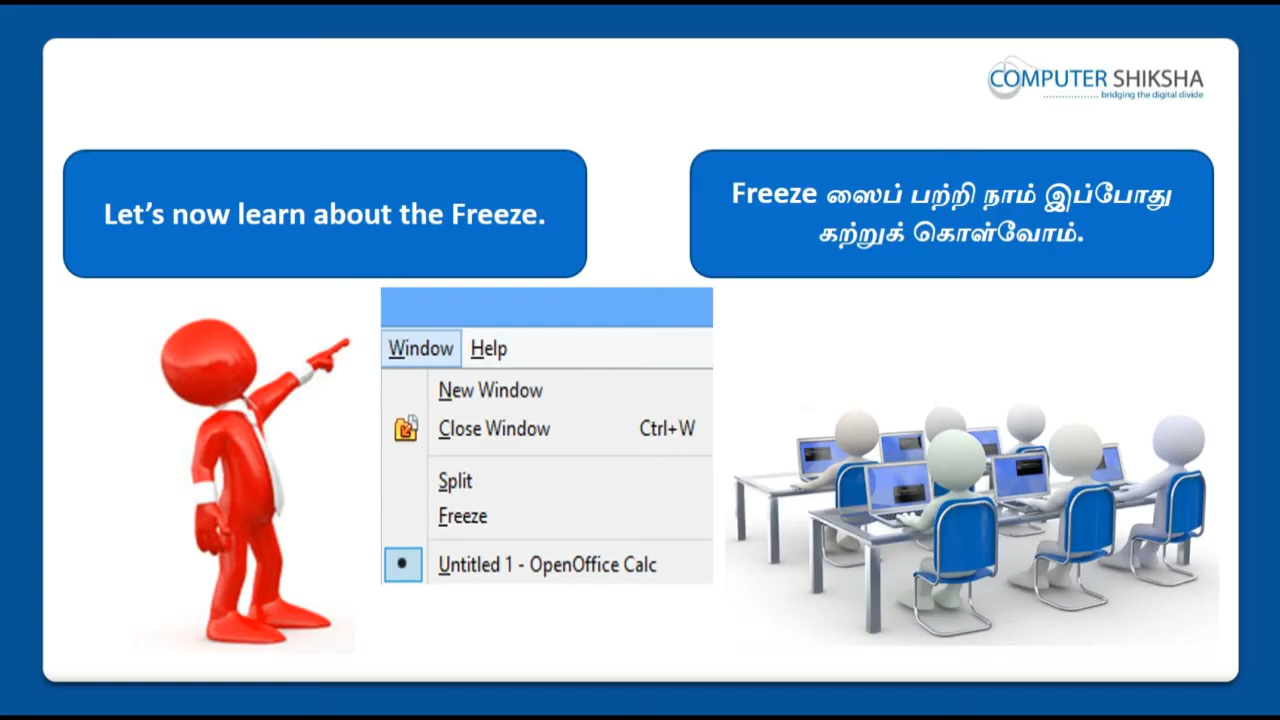 COMPUTER SHIKSHA
bridging the digital divide
Let's now learn about the Freeze.
Freeze ஸைப் பற்றி நாம் இப்போது
கற்றுக் கொள்வோம்.
Window Help
New Window
Close Window Ctrl+W
Split
Freeze
Untitled 1 - OpenOffice Calc